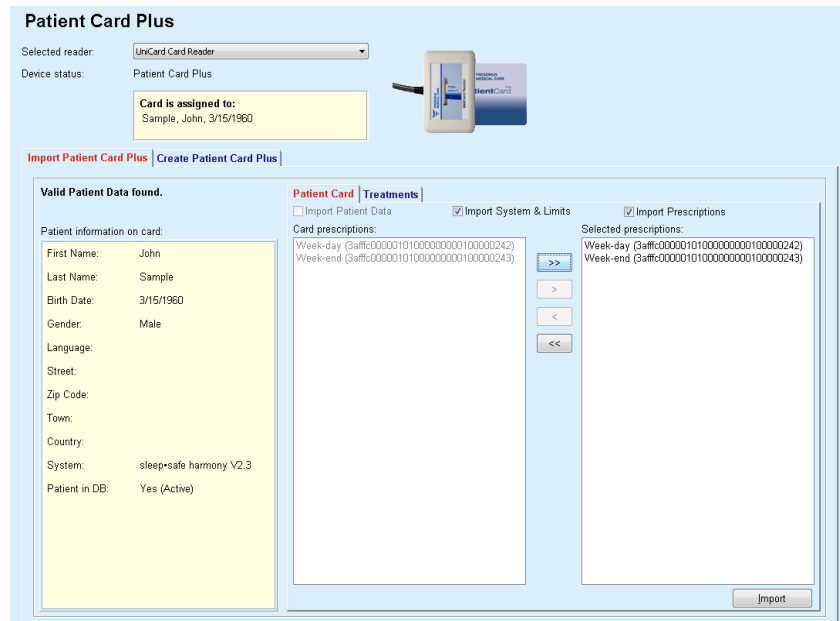 Patient Card Plus
Selected reader: UniCard Card Reader
Device status: Patient Card Plus
Card is assigned to:
Sample, John, 3/15/1960
FRESENIUS
MEDICAL CARE
Import Patient Card Plus Create Patient Card Plus
Valid Patient Data found.
Patient information on card:
First Name: John
Last Name: Sample
Birth Date: 3/15/1960
Gender: Male
Language:
Street:
Zip Code:
Town:
Country:
System: sleep•safe harmony V2.3
Patient in DB: Yes (Active)
Patient Card Treatments
Import Patient Data Import System & Limits Import Prescriptions
Card prescriptions:
Week-day (3afffc00000101000000000100000242)
Week-end (3afffc00000101000000000100000243)
>>
>
<
<<
Selected prescriptions:
Week-day (3afffc00000101000000000100000242)
Week-end (3afffc00000101000000000100000243)
Import